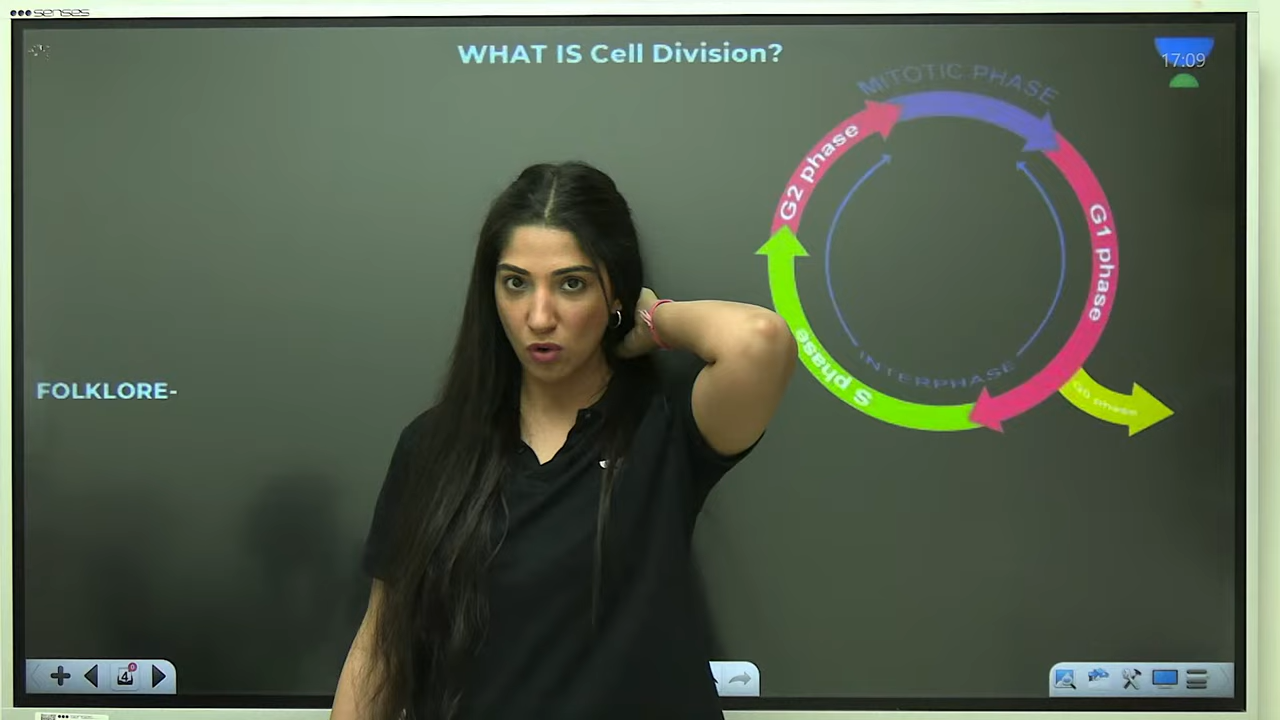 senses
WHAT IS Cell Division?
17:09
MITOTIC PHASE
G2 phase
G1 phase
S phase
INTERPHASE
G0 phase
FOLKLORE-
4
0